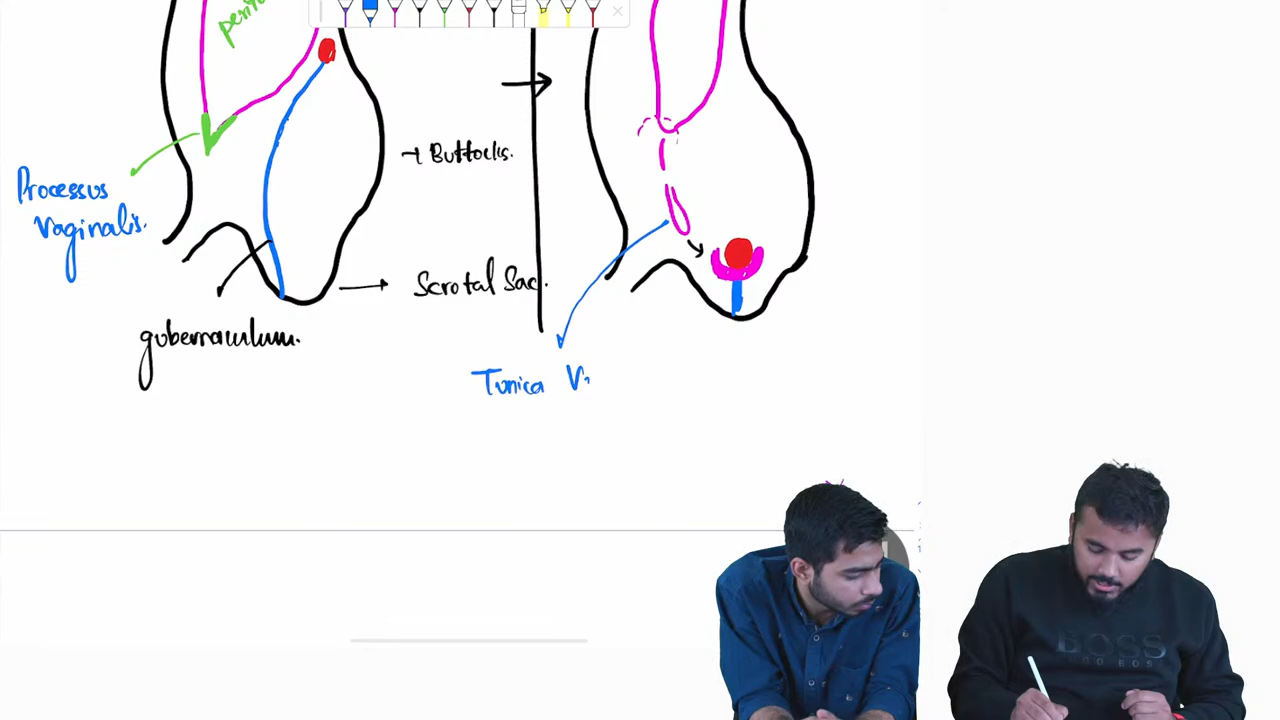 Processus
Vaginalis.
gubernaculum.
→ Buttocks.
Scrotal Sac.
Tunica V
BOSS